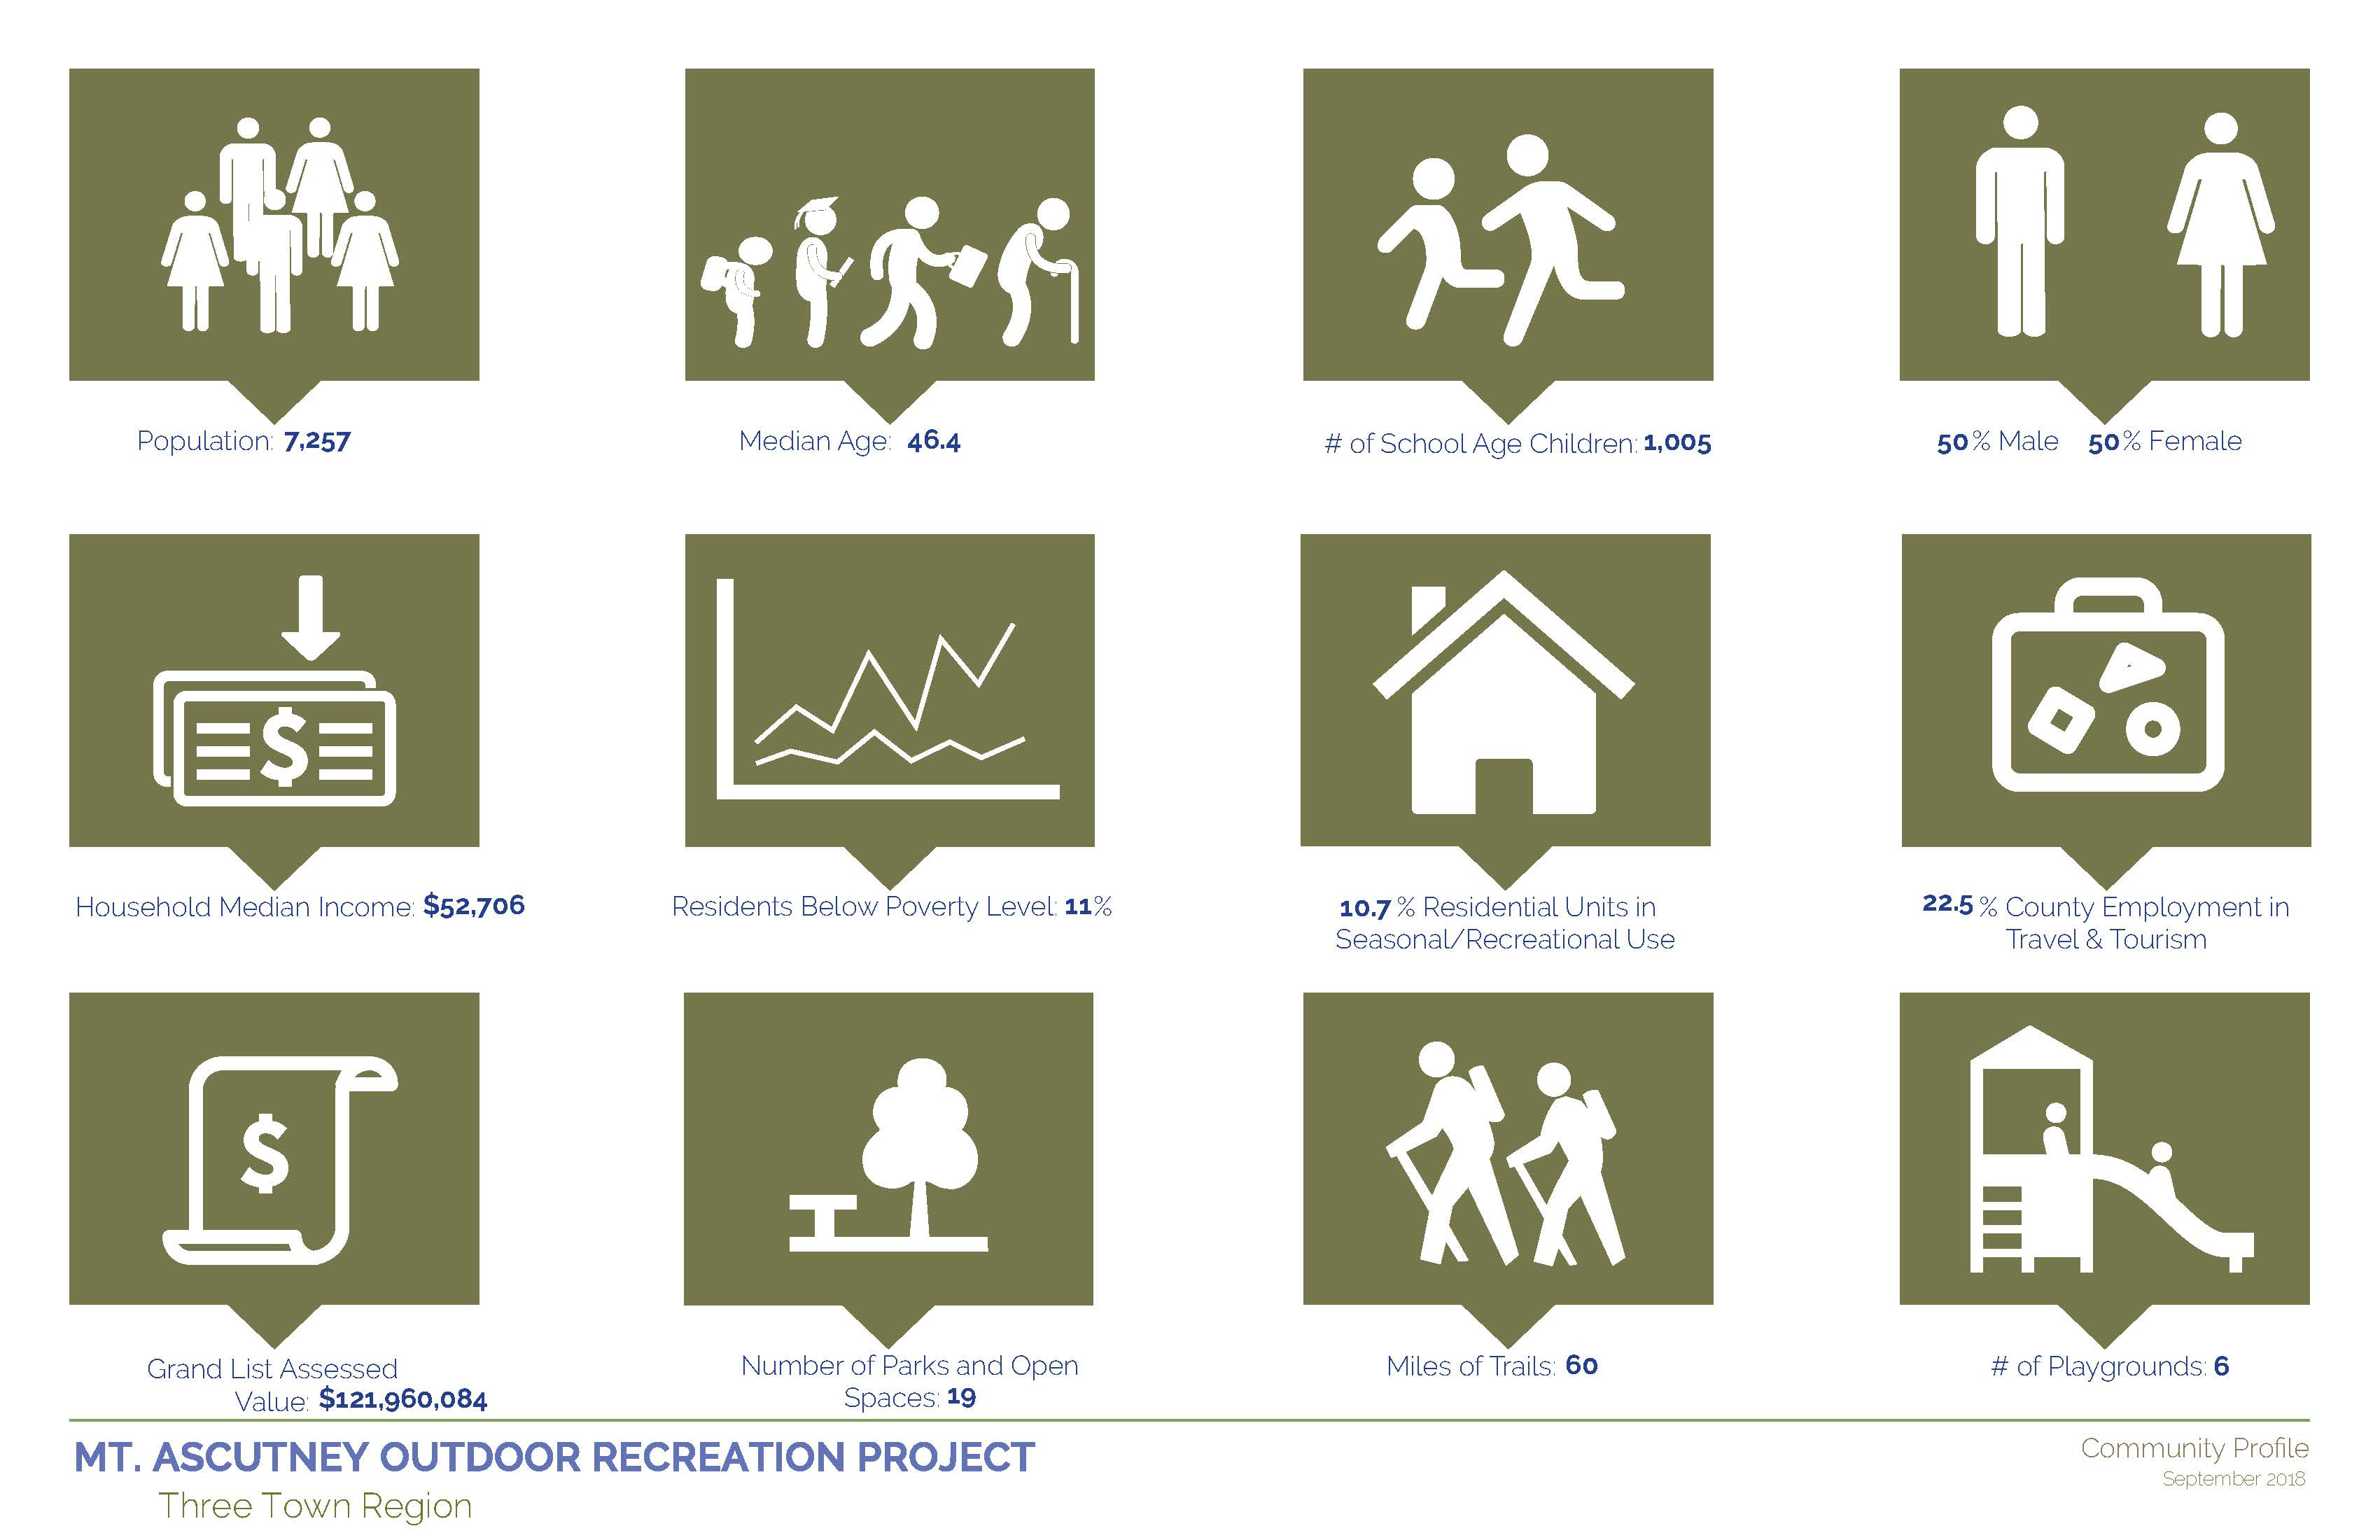 Population: 7,257
Median Age: 46.4
# of School Age Children: 1,005
50% Male 50% Female
Household Median Income: $52,706
Residents Below Poverty Level: 11%
10.7 % Residential Units in
Seasonal/Recreational Use
22.5 % County Employment in
Travel & Tourism
Grand List Assessed
Value: $121,960,084
Number of Parks and Open
Spaces: 19
Miles of Trails: 60
# of Playgrounds: 6
MT. ASCUTNEY OUTDOOR RECREATION PROJECT
Three Town Region
Community Profile
September 2018